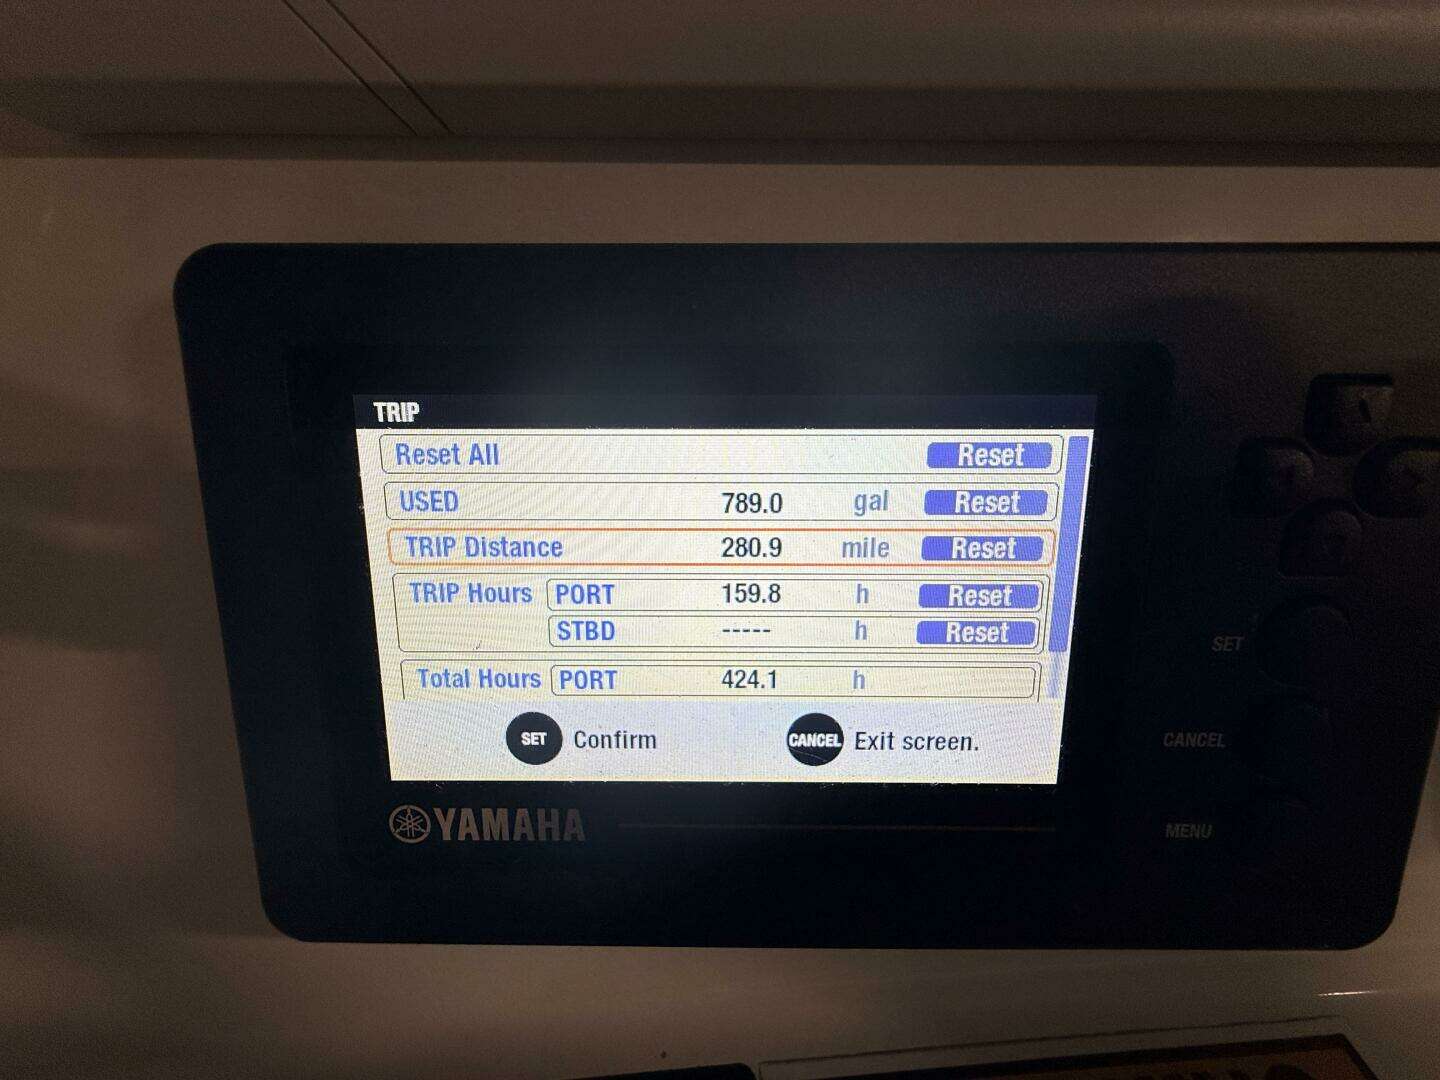 TRIP
Reset All Reset
USED 789.0 gal Reset
TRIP Distance 280.9 mile Reset
TRIP Hours PORT 159.8 h Reset
STBD ----- h Reset
Total Hours PORT 424.1 h
SET Confirm CANCEL Exit screen.
YAMAHA
SET
CANCEL
MENU